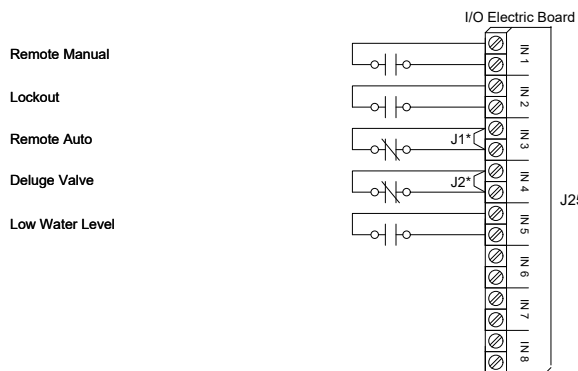 I/O Electric Board
Remote Manual
IN 1
Lockout
IN 2
Remote Auto
J1*
IN 3
Deluge Valve
J2*
IN 4
J25
Low Water Level
IN 5
IN 6
IN 7
IN 8